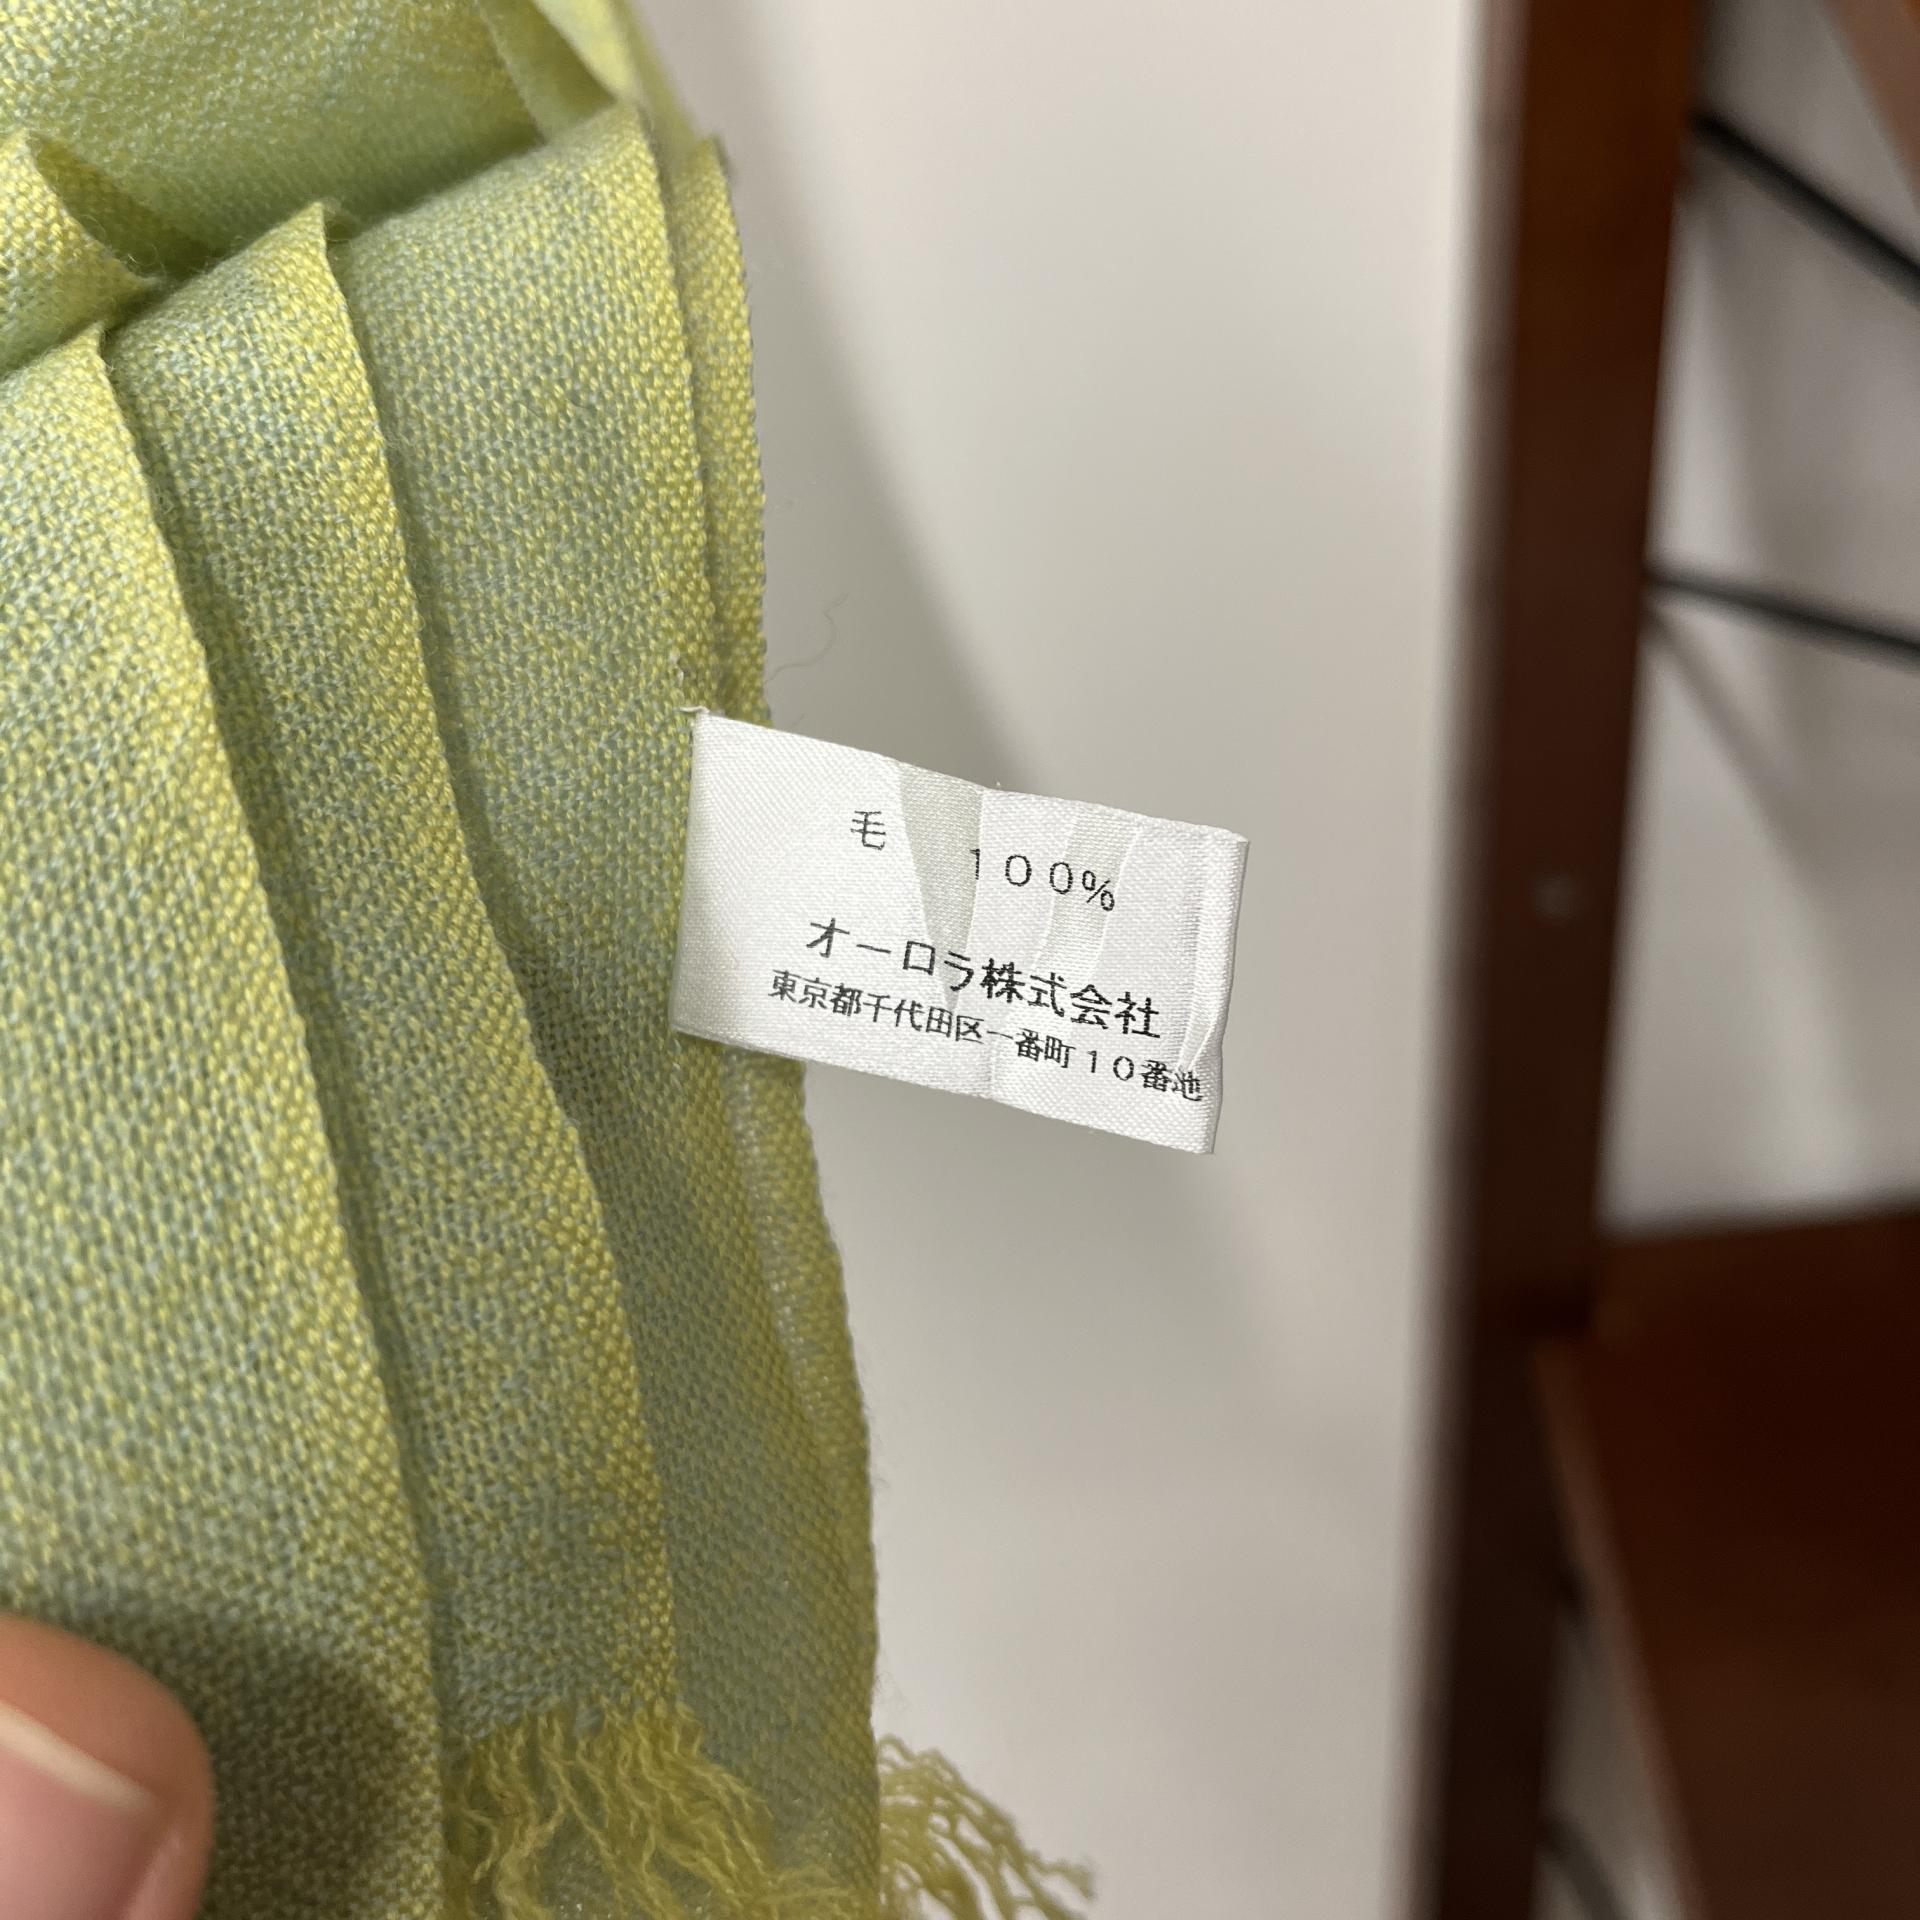 毛　１００％
オーロラ株式会社
東京都千代田区一番町１０番地